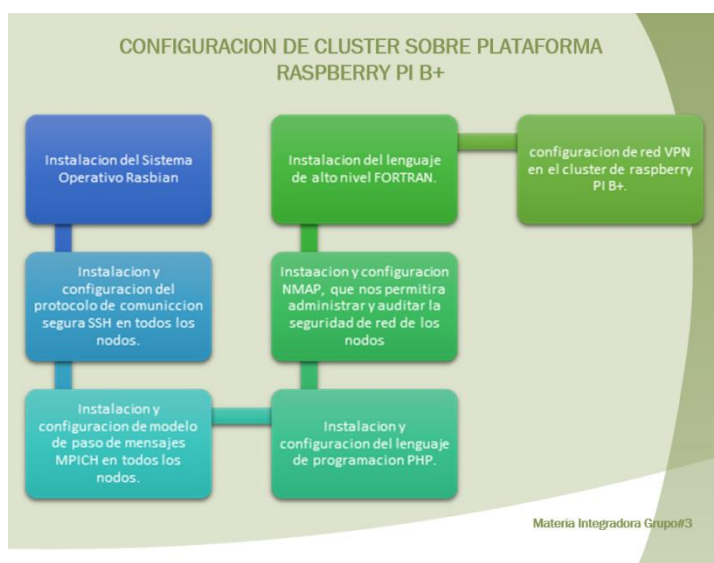 CONFIGURACION DE CLUSTER SOBRE PLATAFORMA
RASPBERRY PI B+
Instalacion del Sistema
Operativo Rasbian
Instalacion y
configuracion del
protocolo de comuniccion
segura SSH en todos los
nodos.
Instalacion y
configuracion de modelo
de paso de mensajes
MPICH en todos los
nodos.
Instalacion y
configuracion del lenguaje
de programacion PHP.
Instaacion y configuracion
NMAP, que nos permitira
administrar y auditar la
seguridad de red de los
nodos
Instalacion del lenguaje
de alto nivel FORTRAN.
configuracion de red VPN
en el cluster de raspberry
PI B+.
Materia Integradora Grupo#3